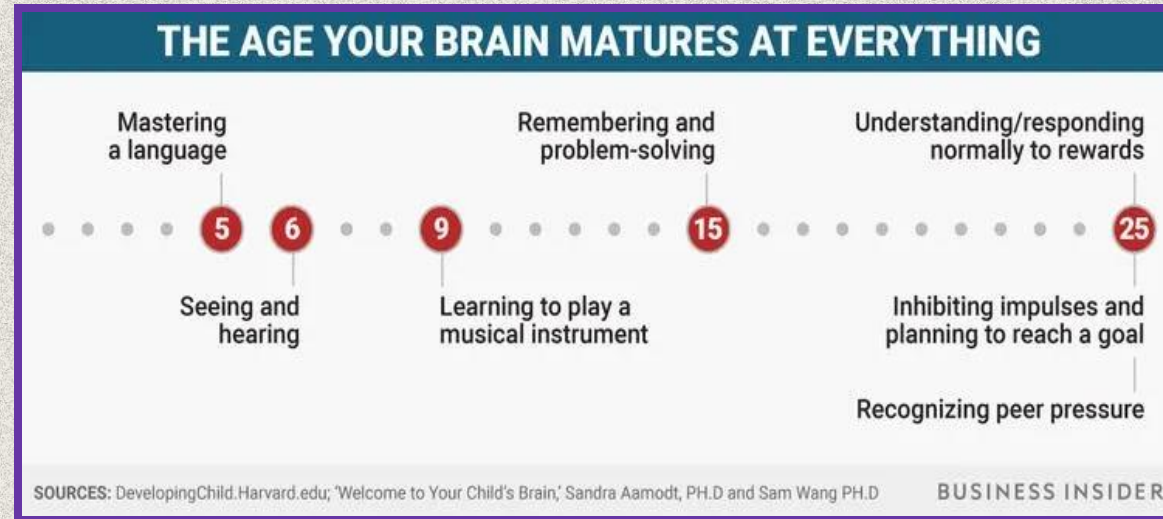 THE AGE YOUR BRAIN MATURES AT EVERYTHING
Mastering
a language
Remembering and
problem-solving
Understanding/responding
normally to rewards
5
6
9
15
25
Seeing and
hearing
Learning to play a
musical instrument
Inhibiting impulses and
planning to reach a goal
Recognizing peer pressure
SOURCES: DevelopingChild.Harvard.edu; 'Welcome to Your Child's Brain,' Sandra Aamodt, PH.D and Sam Wang PH.D
BUSINESS INSIDER